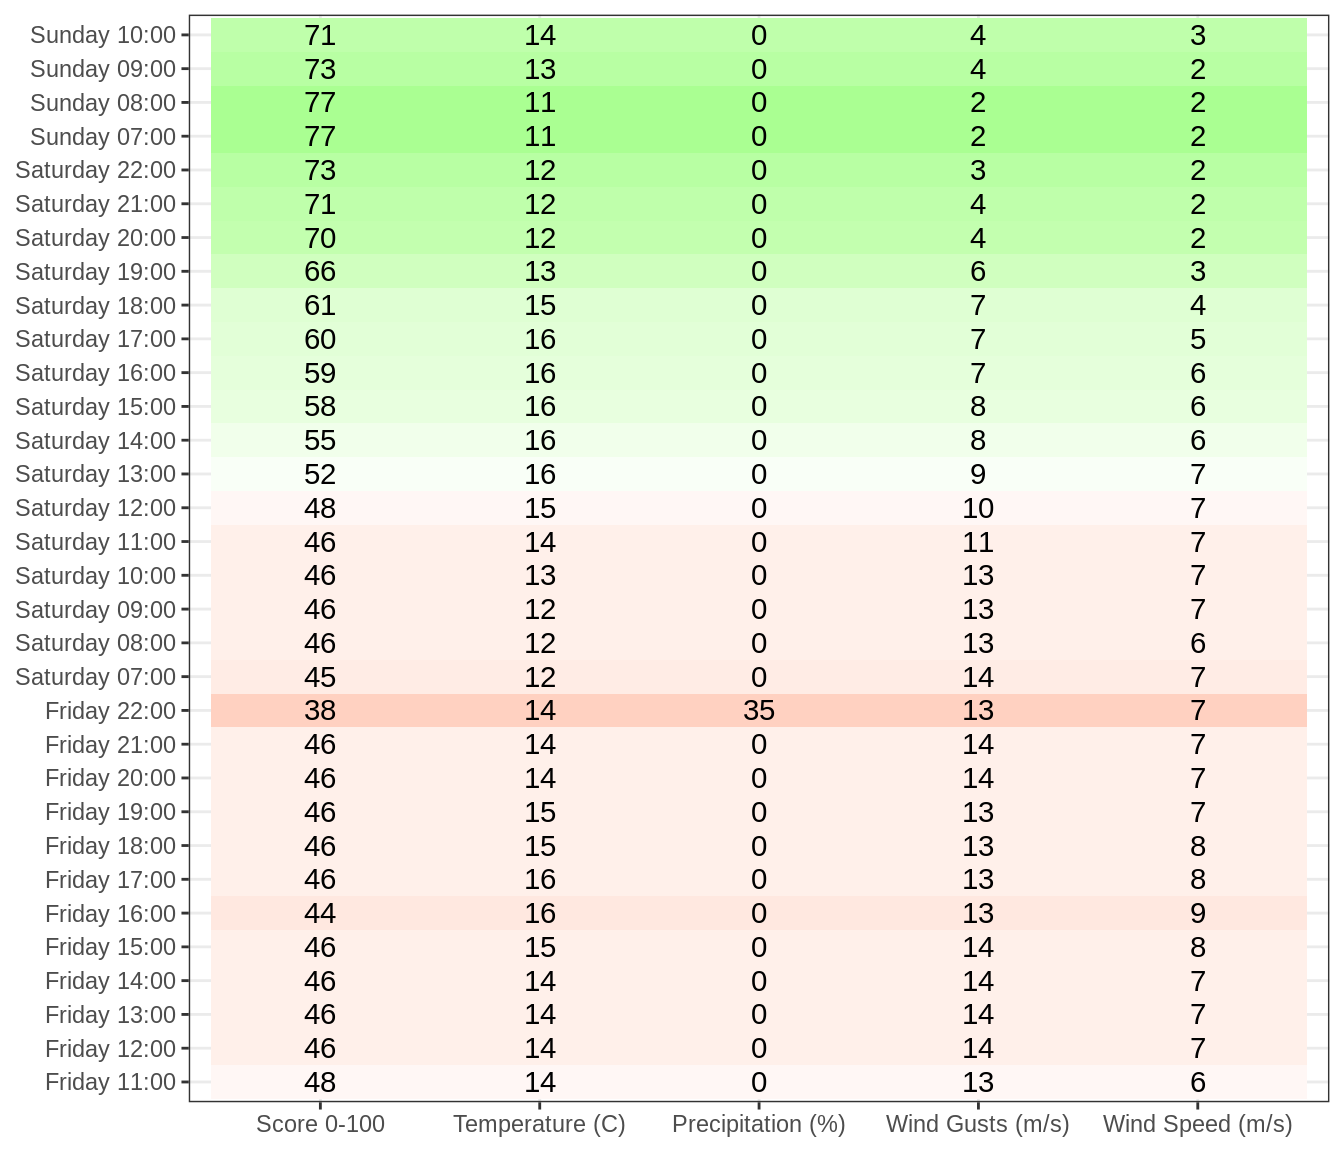 Sunday 10:00 71 14 0 4 3
Sunday 09:00 73 13 0 4 2
Sunday 08:00 77 11 0 2 2
Sunday 07:00 77 11 0 2 2
Saturday 22:00 73 12 0 3 2
Saturday 21:00 71 12 0 4 2
Saturday 20:00 70 12 0 4 2
Saturday 19:00 66 13 0 6 3
Saturday 18:00 61 15 0 7 4
Saturday 17:00 60 16 0 7 5
Saturday 16:00 59 16 0 7 6
Saturday 15:00 58 16 0 8 6
Saturday 14:00 55 16 0 8 6
Saturday 13:00 52 16 0 9 7
Saturday 12:00 48 15 0 10 7
Saturday 11:00 46 14 0 11 7
Saturday 10:00 46 13 0 13 7
Saturday 09:00 46 12 0 13 7
Saturday 08:00 46 12 0 13 6
Saturday 07:00 45 12 0 14 7
Friday 22:00 38 14 35 13 7
Friday 21:00 46 14 0 14 7
Friday 20:00 46 14 0 14 7
Friday 19:00 46 15 0 13 7
Friday 18:00 46 15 0 13 8
Friday 17:00 46 16 0 13 8
Friday 16:00 44 16 0 13 9
Friday 15:00 46 15 0 14 8
Friday 14:00 46 14 0 14 7
Friday 13:00 46 14 0 14 7
Friday 12:00 46 14 0 14 7
Friday 11:00 48 14 0 13 6
Score 0-100 Temperature (C) Precipitation (%) Wind Gusts (m/s) Wind Speed (m/s)